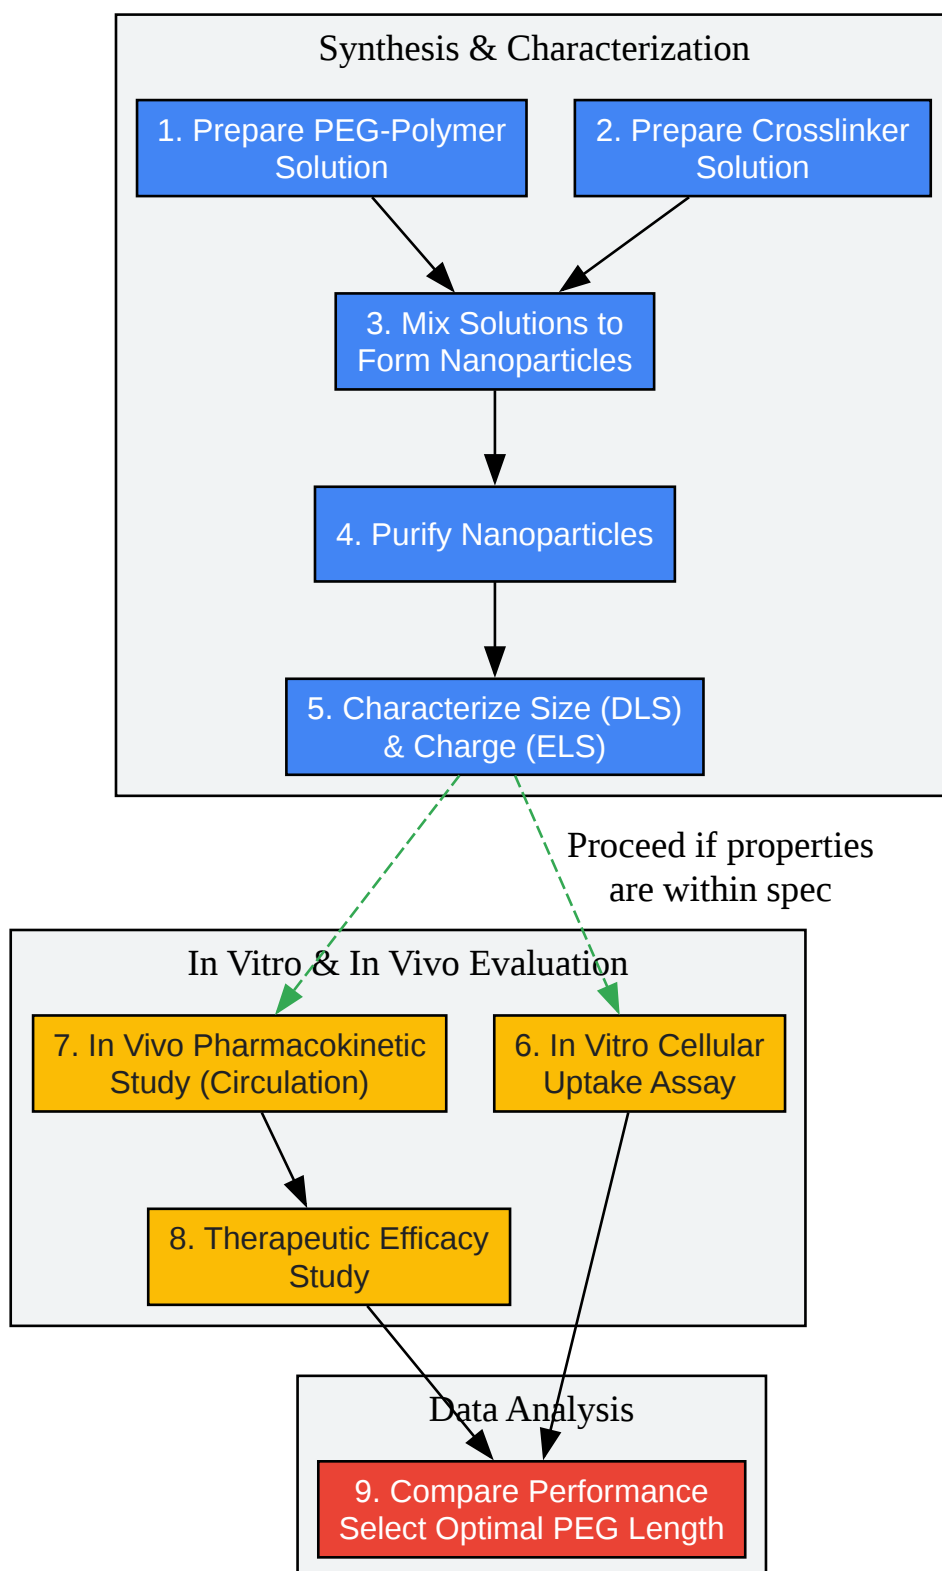 Synthesis & Characterization
1. Prepare PEG-Polymer
Solution
2. Prepare Crosslinker
Solution
3. Mix Solutions to
Form Nanoparticles
4. Purify Nanoparticles
5. Characterize Size (DLS)
& Charge (ELS)
Proceed if properties
are within spec
In Vitro & In Vivo Evaluation
7. In Vivo Pharmacokinetic
Study (Circulation)
6. In Vitro Cellular
Uptake Assay
8. Therapeutic Efficacy
Study
Data Analysis
9. Compare Performance
Select Optimal PEG Length